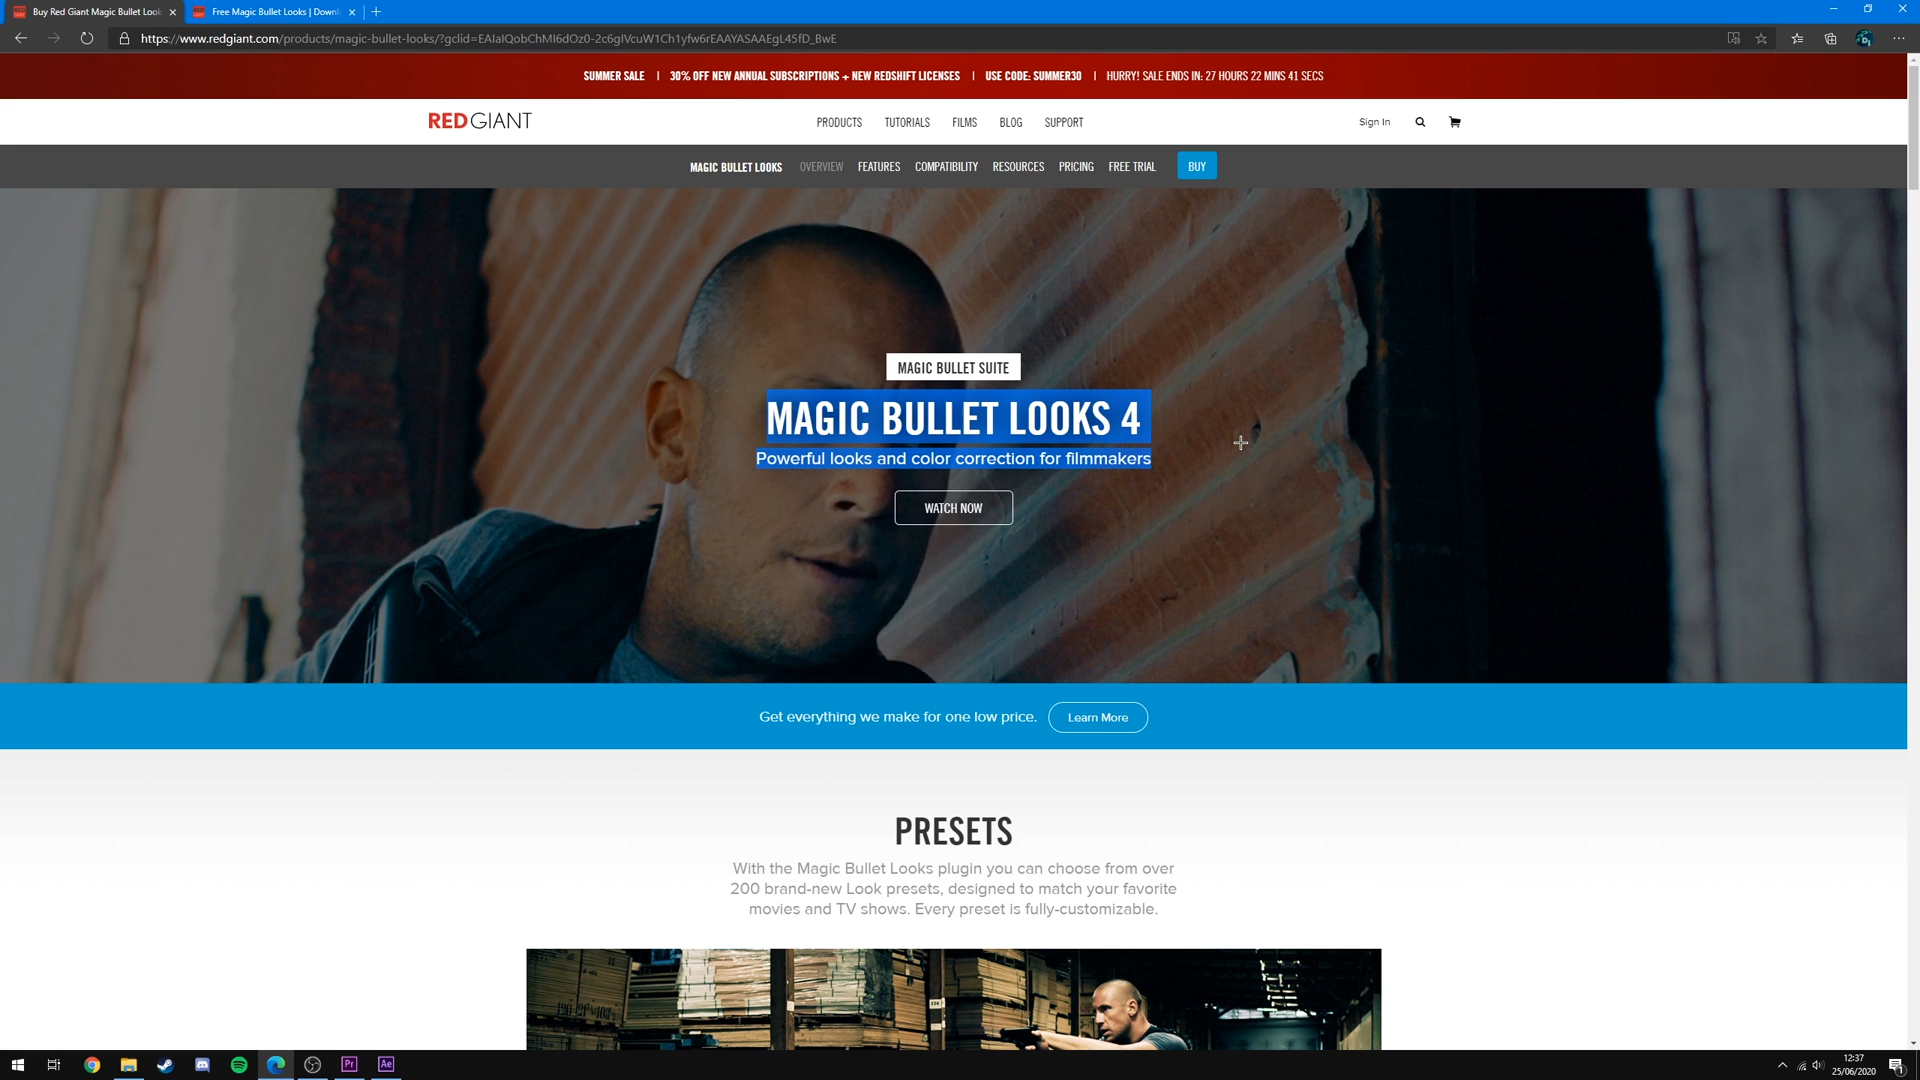 Buy Red Giant Magic Bullet Look
Free Magic Bullet Looks | Downl
https://www.redgiant.com/products/magic-bullet-looks/?gclid=EAIaIQobChMI6dOz0-2c6gIVcuW1Ch1yfw6rEAAYASAAEgL45fD_BwE
SUMMER SALE | 30% OFF NEW ANNUAL SUBSCRIPTIONS + NEW REDSHIFT LICENSES | USE CODE: SUMMER30 | HURRY! SALE ENDS IN: 27 HOURS 22 MINS 41 SECS
REDGIANT
PRODUCTS TUTORIALS FILMS BLOG SUPPORT
Sign In
MAGIC BULLET LOOKS OVERVIEW FEATURES COMPATIBILITY RESOURCES PRICING FREE TRIAL BUY
MAGIC BULLET SUITE
MAGIC BULLET LOOKS 4
Powerful looks and color correction for filmmakers
WATCH NOW
Get everything we make for one low price. Learn More
PRESETS
With the Magic Bullet Looks plugin you can choose from over
200 brand-new Look presets, designed to match your favorite
movies and TV shows. Every preset is fully-customizable.
Pr
Ae
12:37
25/06/2020